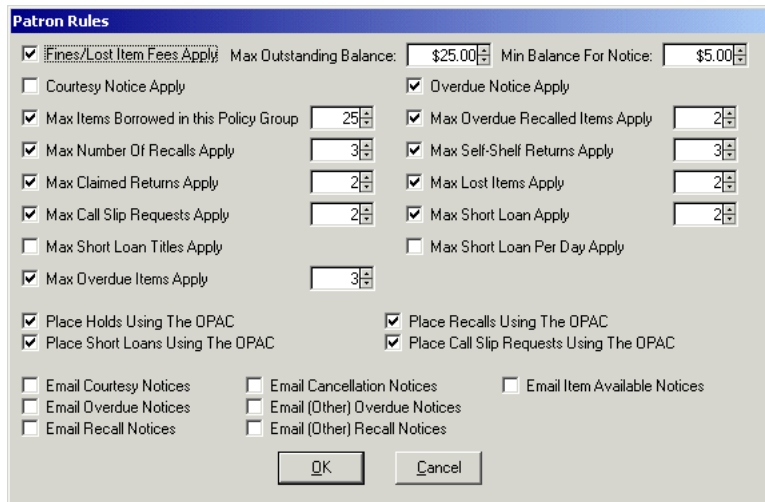 Patron Rules
Fines/Lost Item Fees Apply Max Outstanding Balance: $25.00 Min Balance For Notice: $5.00
Courtesy Notice Apply Overdue Notice Apply
Max Items Borrowed in this Policy Group 25 Max Overdue Recalled Items Apply 2
Max Number Of Recalls Apply 3 Max Self-Shelf Returns Apply 3
Max Claimed Returns Apply 2 Max Lost Items Apply 2
Max Call Slip Requests Apply 2 Max Short Loan Apply 2
Max Short Loan Titles Apply Max Short Loan Per Day Apply
Max Overdue Items Apply 3
Place Holds Using The OPAC Place Recalls Using The OPAC
Place Short Loans Using The OPAC Place Call Slip Requests Using The OPAC
Email Courtesy Notices Email Cancellation Notices Email Item Available Notices
Email Overdue Notices Email (Other) Overdue Notices
Email Recall Notices Email (Other) Recall Notices
OK Cancel